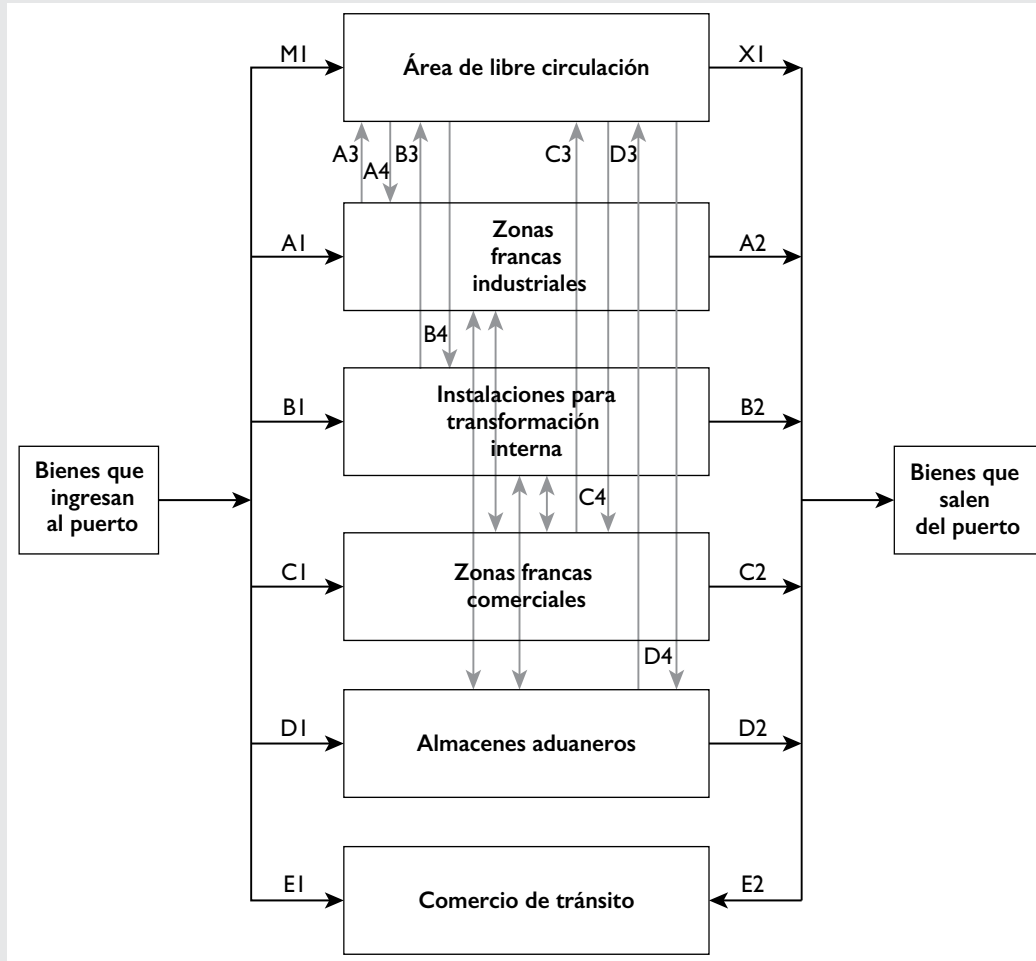 M1
Área de libre circulación
X1
A3
A4
B3
C3
D3
A1
Zonas
francas
industriales
A2
B4
B1
Instalaciones para
transformación
interna
B2
Bienes que
ingresan
al puerto
C4
Bienes que
salen
del puerto
C1
Zonas francas
comerciales
C2
D4
D1
Almacenes aduaneros
D2
E1
Comercio de tránsito
E2